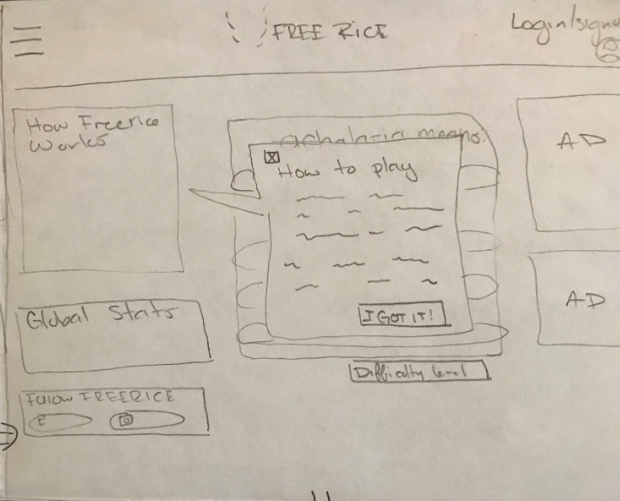 FREE RICE
Login/signu
How Freerice
Works
means.
How to play
I GOT IT!
AD
AD
Global Stats
Difficulty level
Follow FREERICE